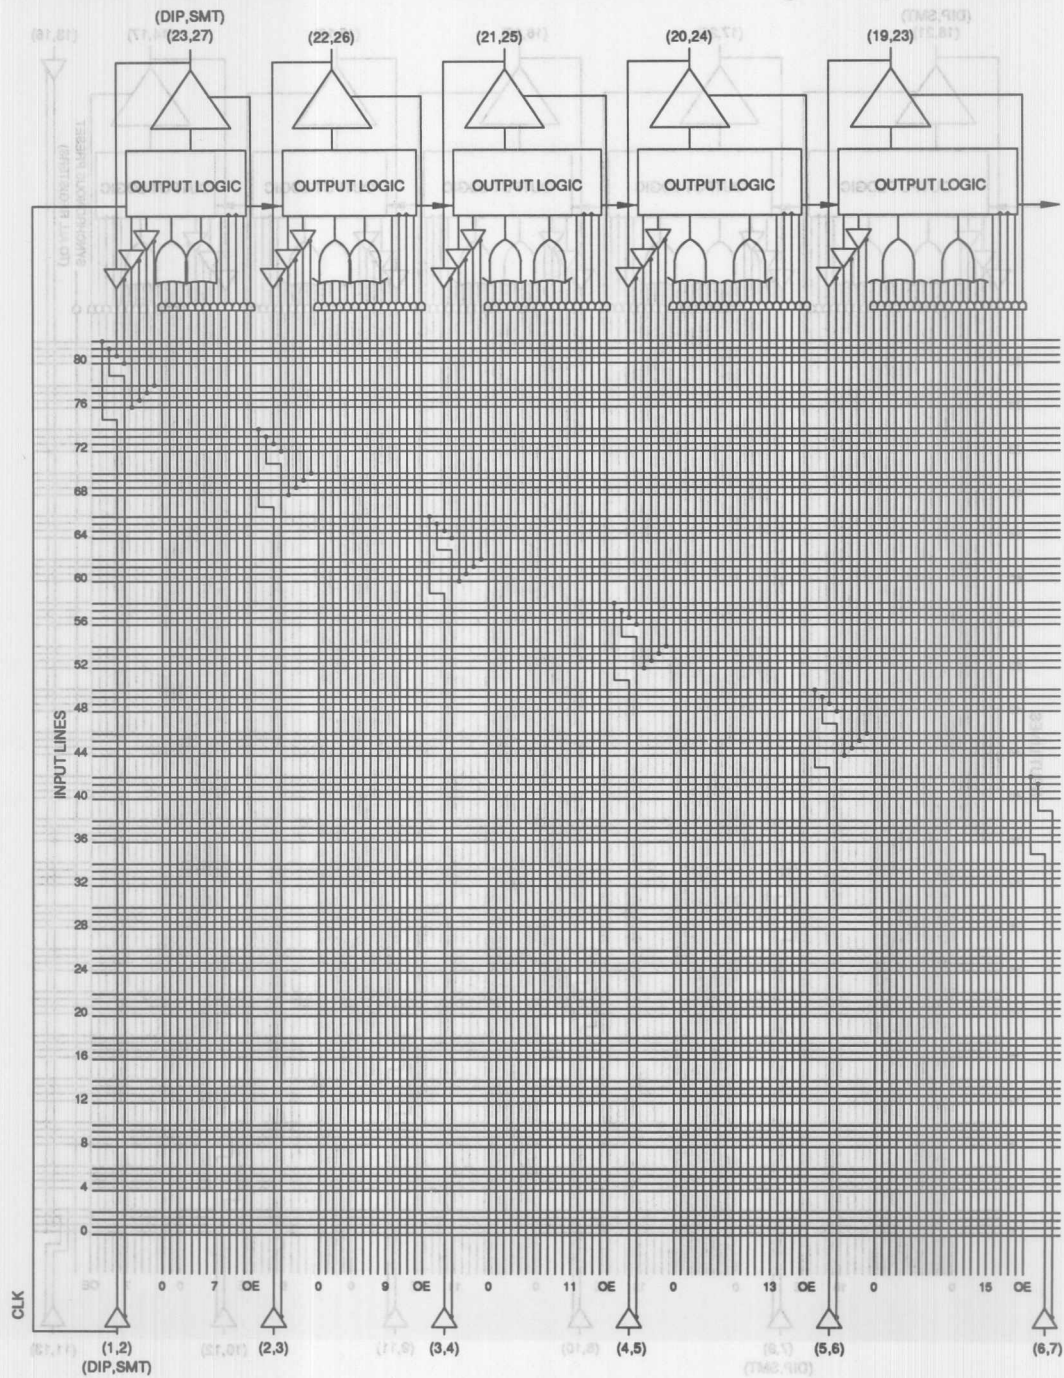 (DIP,SMT)
(23,27) (22,26) (21,25) (20,24) (19,23)
OUTPUT LOGIC OUTPUT LOGIC OUTPUT LOGIC OUTPUT LOGIC OUTPUT LOGIC
80
76
72
68
64
60
56
52
48
44
INPUT LINES
40
36
32
28
24
20
16
12
8
4
0
0 7 OE 0 9 OE 0 11 OE 0 13 OE 0 15 OE
CLK
(1,2) (2,3) (3,4) (4,5) (5,6) (6,7)
(DIP,SMT)